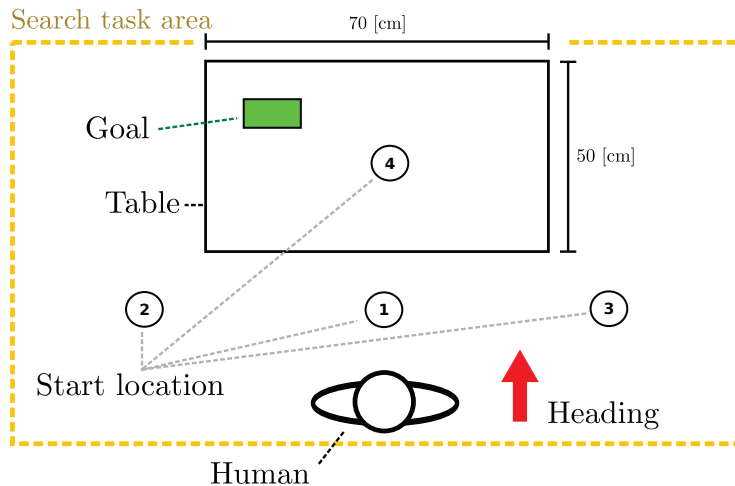 Search task area
70 [cm]
Goal
4
50 [cm]
Table
2
1
3
Start location
Heading
Human